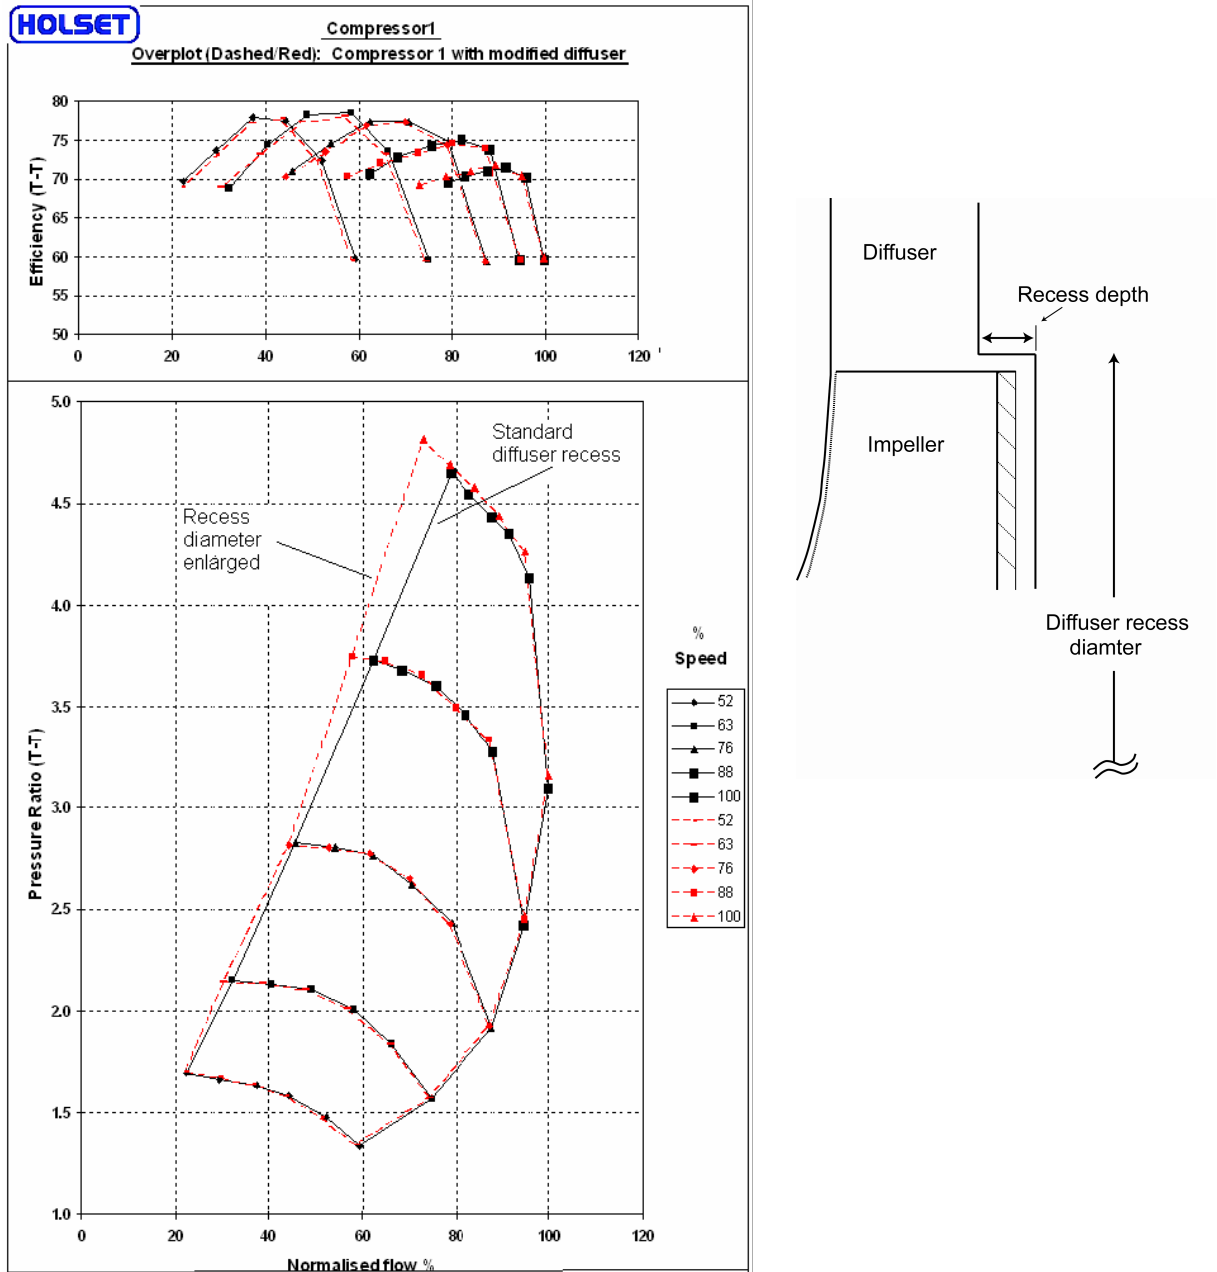 HOLSET
Compressor1
Overplot (Dashed/Red): Compressor 1 with modified diffuser
Efficiency (T-T)
80
75
70
65
60
55
50
0 20 40 60 80 100 120
Pressure Ratio (T-T)
5.0
4.5
4.0
3.5
3.0
2.5
2.0
1.5
1.0
0 20 40 60 80 100 120
Normalised flow %
Standard
diffuser recess
Recess
diameter
enlarged
%
Speed
52
63
76
88
100
52
63
76
88
100
Diffuser
Recess depth
Impeller
Diffuser recess
diamter